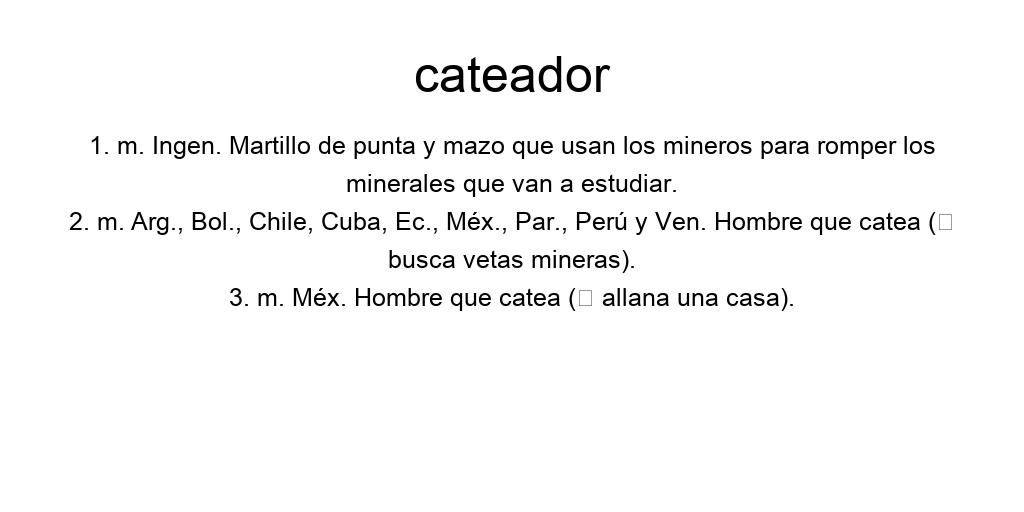 cateador
1. m. Ingen. Martillo de punta y mazo que usan los mineros para romper los
minerales que van a estudiar.
2. m. Arg., Bol., Chile, Cuba, Ec., Méx., Par., Perú y Ven. Hombre que catea (□
busca vetas mineras).
3. m. Méx. Hombre que catea (□ allana una casa).